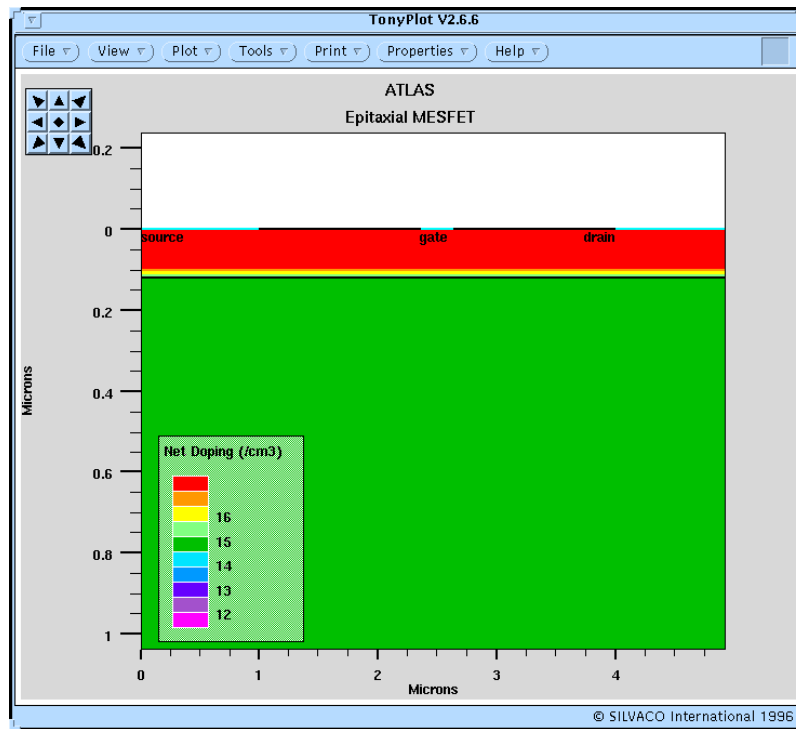 TonyPlot V2.6.6
File View Plot Tools Print Properties Help
ATLAS
Epitaxial MESFET
0.2
0
source gate drain
0.2
0.4
Microns
0.6
0.8
1
Net Doping (/cm3)
16
15
14
13
12
0 1 2 3 4
Microns
© SILVACO International 1996